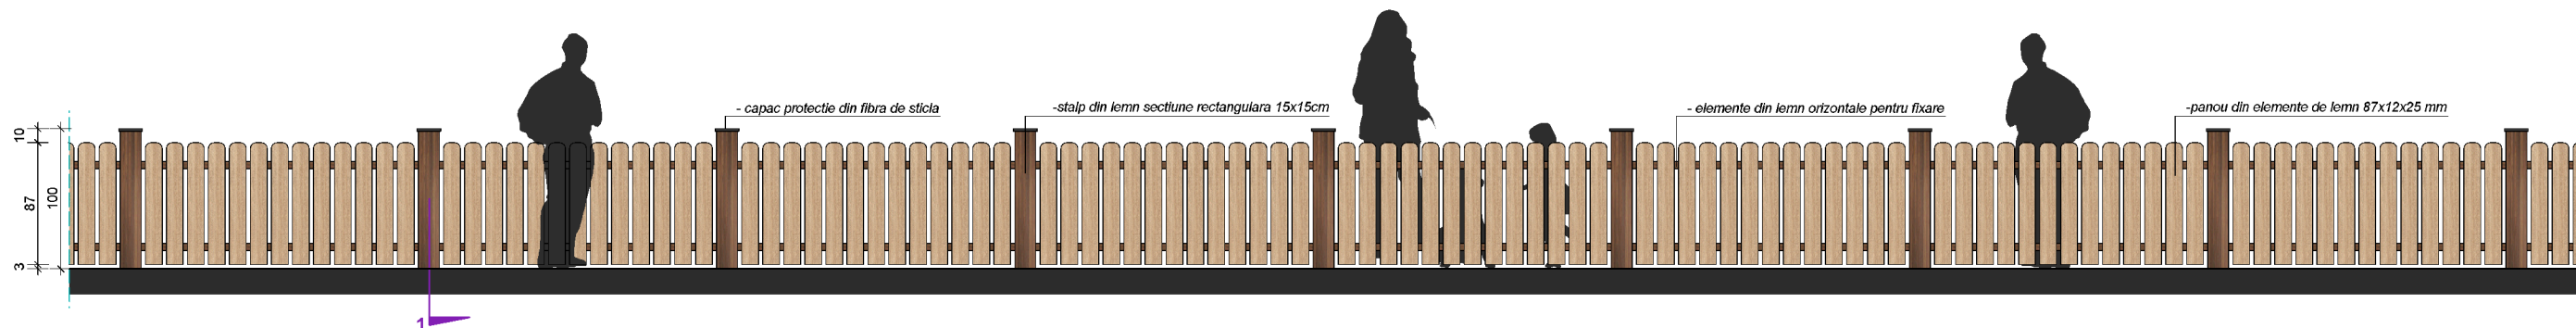 - capac protectie din fibra de sticla
-stalp din lemn sectiune rectangulara 15x15cm
- elemente din lemn orizontale pentru fixare
-panou din elemente de lemn 87x12x25 mm
10
87
100
3
1